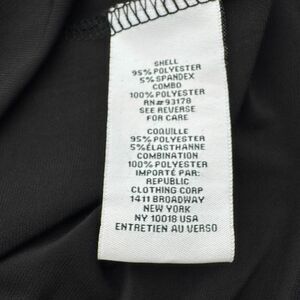 SHELL
95% POLYESTER
5% SPANDEX
COMBO
100% POLYESTER
RN#93178
SEE REVERSE
FOR CARE
COQUILLE
95% POLYESTER
5% ÉLASTHANNE
COMBINATION
100% POLYESTER
IMPORTÉ PAR:
REPUBLIC
CLOTHING CORP
1411 BROADWAY
NEW YORK
NY 10018 USA
ENTRETIEN AU VERSO